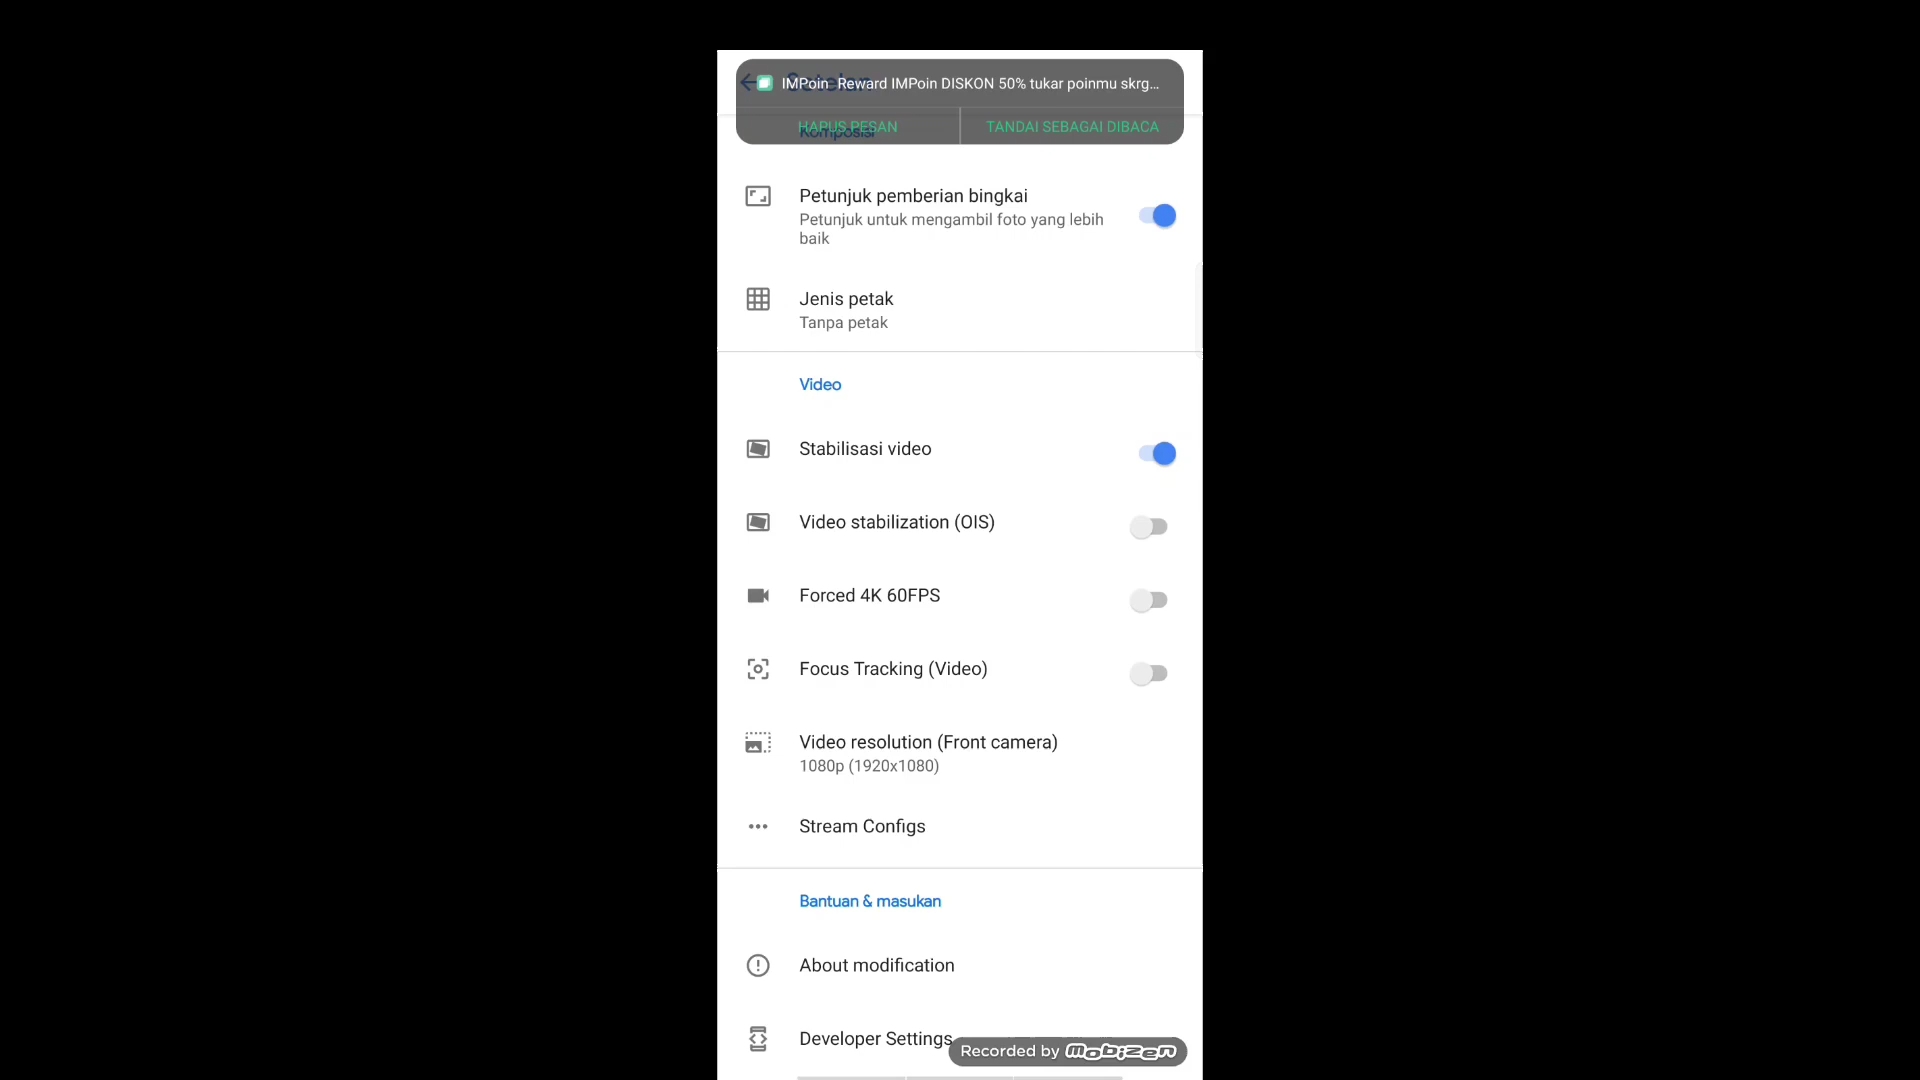 Setelan
IMPoin Reward IMPoin DISKON 50% tukar poinmu skrg...
HAPUS PESAN
TANDAI SEBAGAI DIBACA
Komposisi
Petunjuk pemberian bingkai
Petunjuk untuk mengambil foto yang lebih
baik
Jenis petak
Tanpa petak
Video
Stabilisasi video
Video stabilization (OIS)
Forced 4K 60FPS
Focus Tracking (Video)
Video resolution (Front camera)
1080p (1920x1080)
Stream Configs
Bantuan & masukan
About modification
Developer Settings
Recorded by mobizen